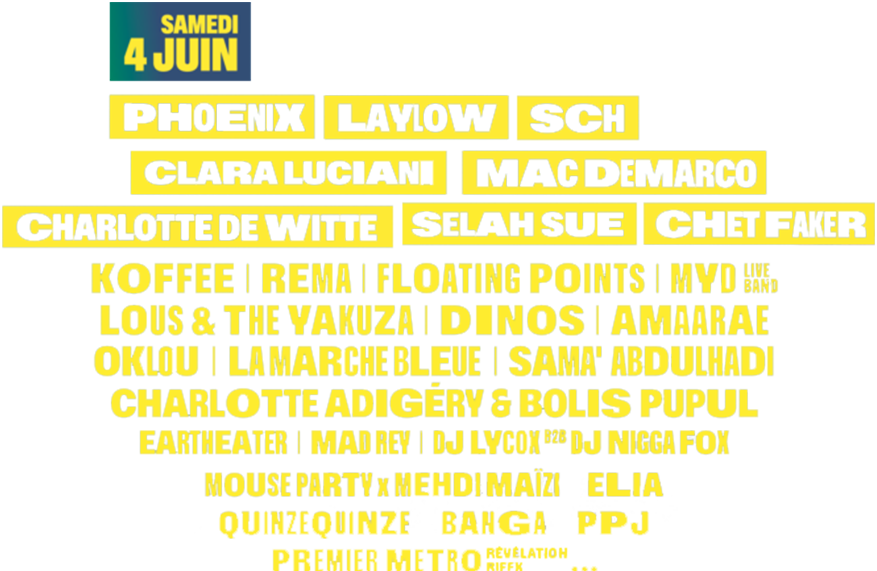 SAMEDI
4 JUIN
PHOENIX LAYLOW SCH
CLARA LUCIANI MAC DEMARCO
CHARLOTTE DE WITTE SELAH SUE CHET FAKER
KOFFEE | REMA | FLOATING POINTS | MYD LIVE BAND
LOUS & THE YAKUZA | DINOS | AMAARAE
OKLOU | LA MARCHE BLEUE | SAMA' ABDULHADI
CHARLOTTE ADIGÉRY & BOLIS PUPUL
EARTHEATER | MAD REY | DJ LYCOX B2B DJ NIGGA FOX
MOUSE PARTY x MEHDI MAÏZI ELIA
QUINZEQUINZE BAHGA PPJ
PREMIER METRO RÉVÉLATION